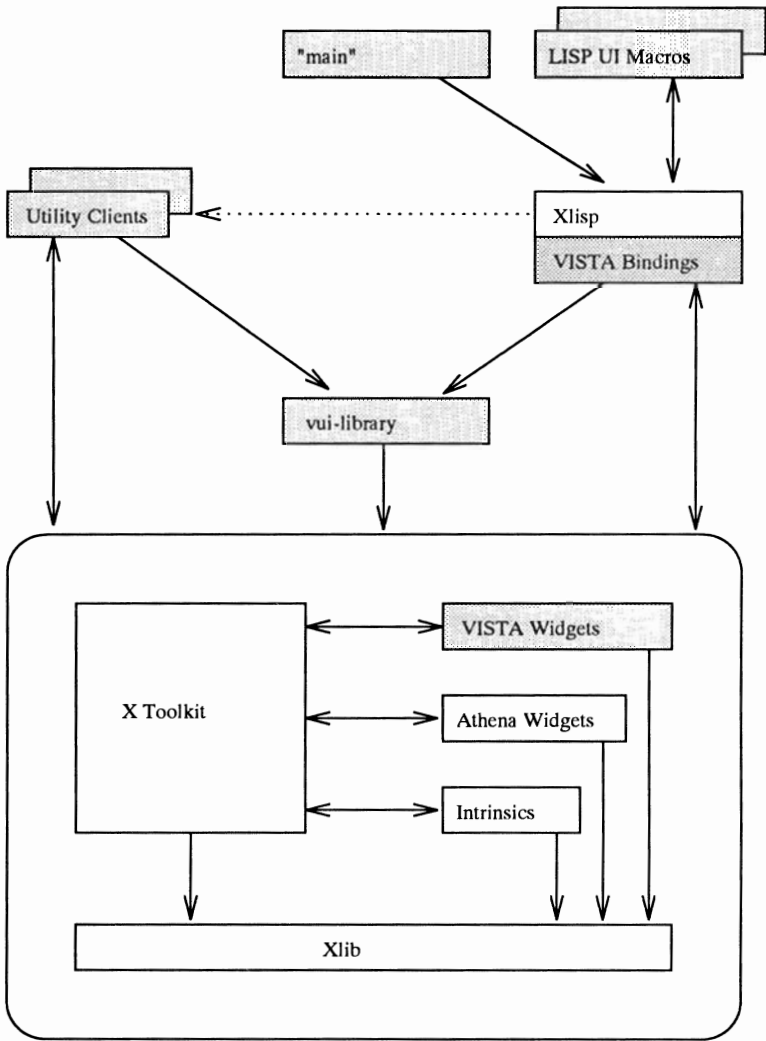 "main"
LISP UI Macros
Utility Clients
Xlisp
VISTA Bindings
vui-library
VISTA Widgets
X Toolkit
Athena Widgets
Intrinsics
Xlib